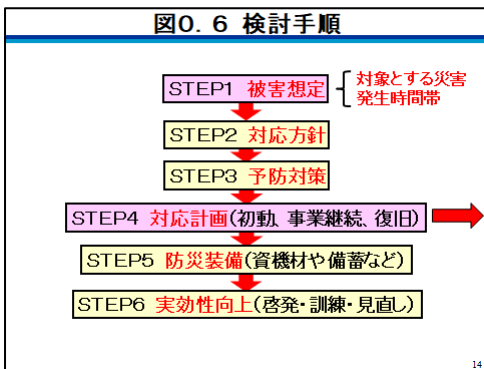 図0.6 検討手順
STEP1 被害想定
対象とする災害
発生時間帯
STEP2 対応方針
STEP3 予防対策
STEP4 対応計画(初動、事業継続、復旧)
STEP5 防災装備(資機材や備蓄など)
STEP6 実効性向上(啓発・訓練・見直し)
14